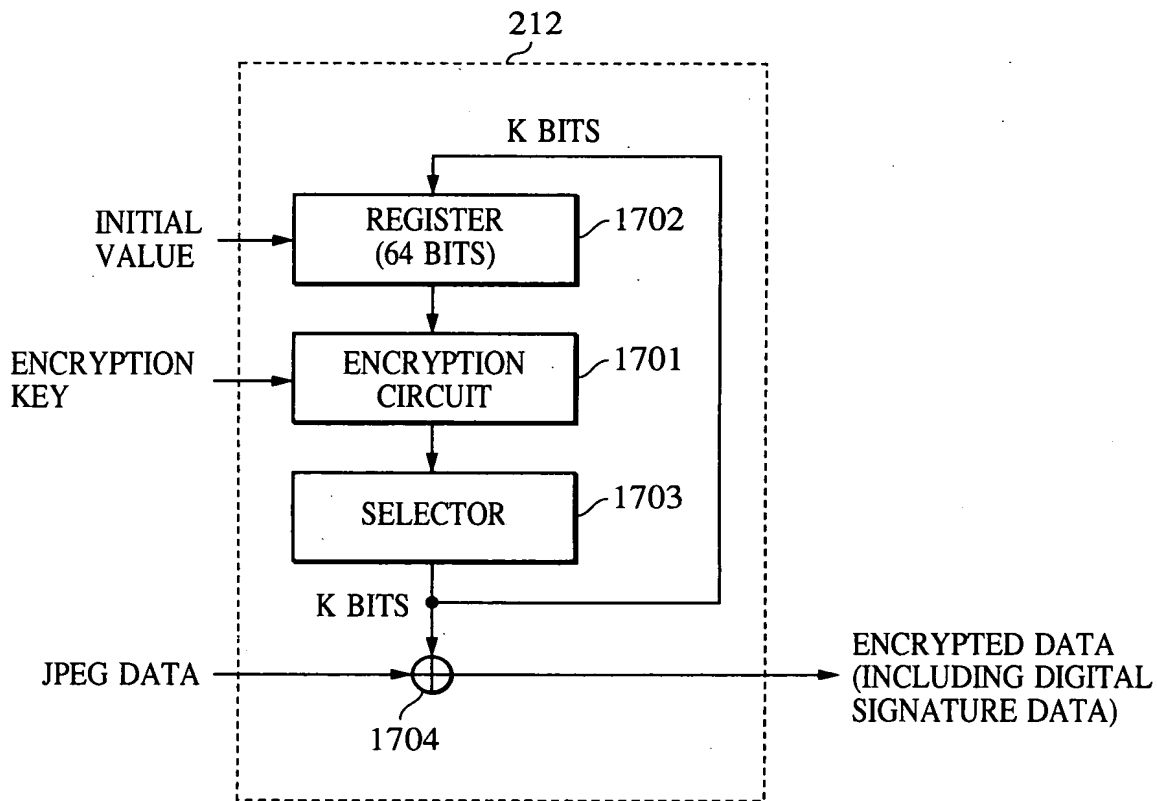 212
K BITS
INITIAL
VALUE
REGISTER
(64 BITS)
1702
ENCRYPTION
KEY
ENCRYPTION
CIRCUIT
1701
SELECTOR
1703
K BITS
JPEG DATA
1704
ENCRYPTED DATA
(INCLUDING DIGITAL
SIGNATURE DATA)